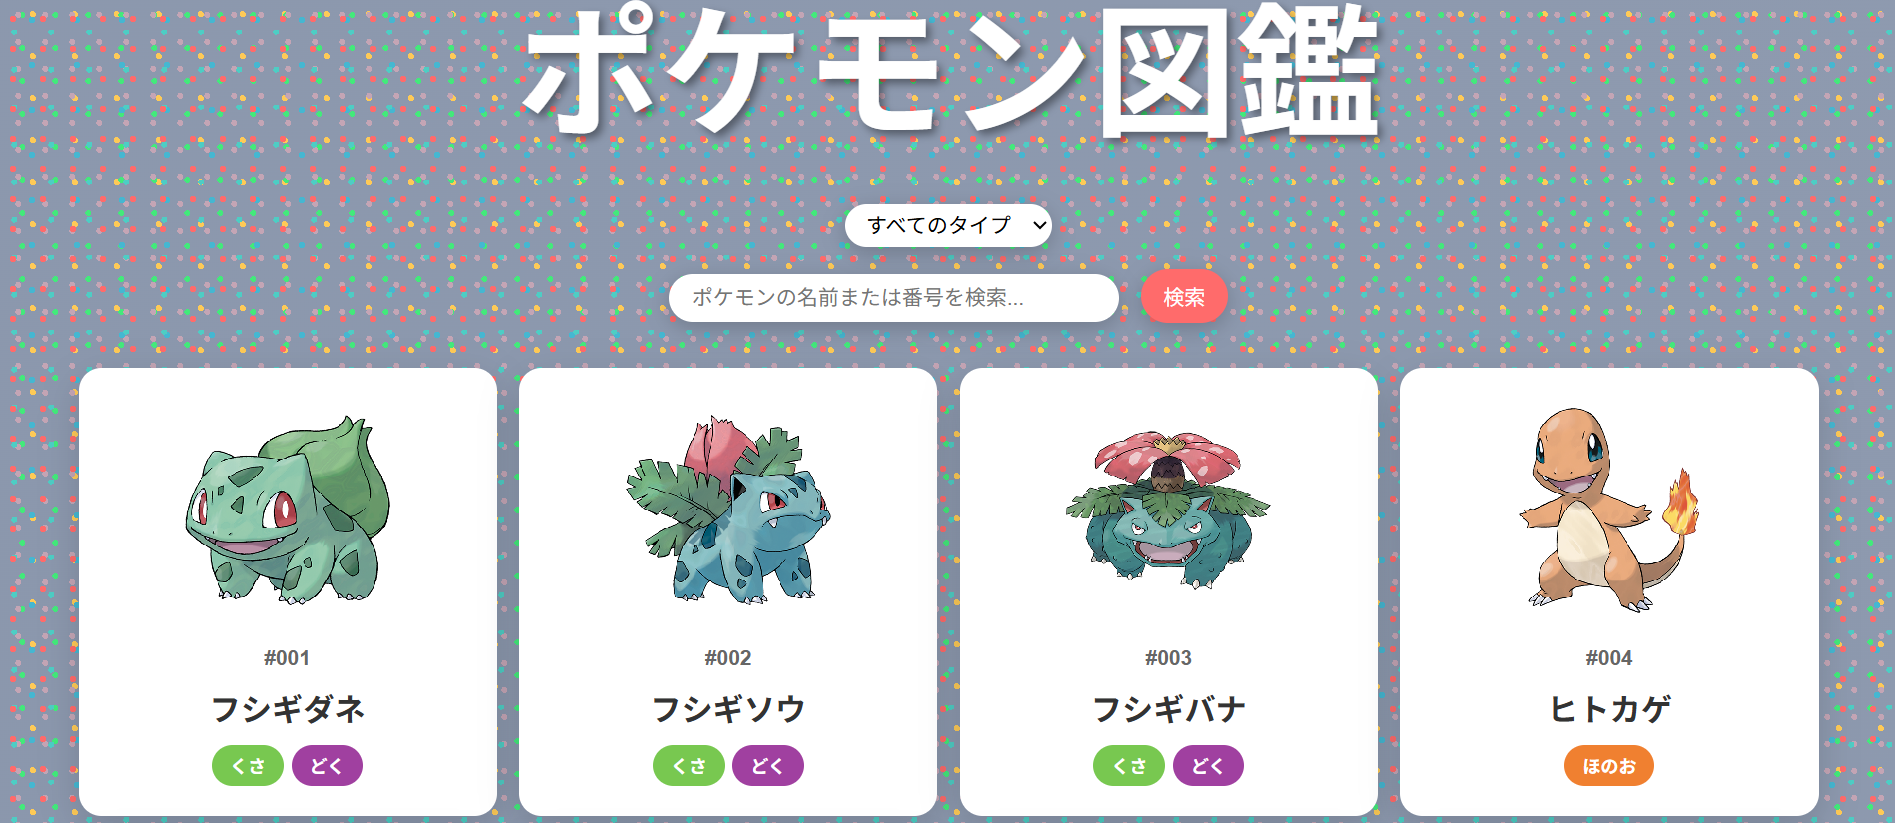 ポケモン図鑑
すべてのタイプ
ポケモンの名前または番号を検索... 検索
#001
フシギダネ
くさ どく
#002
フシギソウ
くさ どく
#003
フシギバナ
くさ どく
#004
ヒトカゲ
ほのお